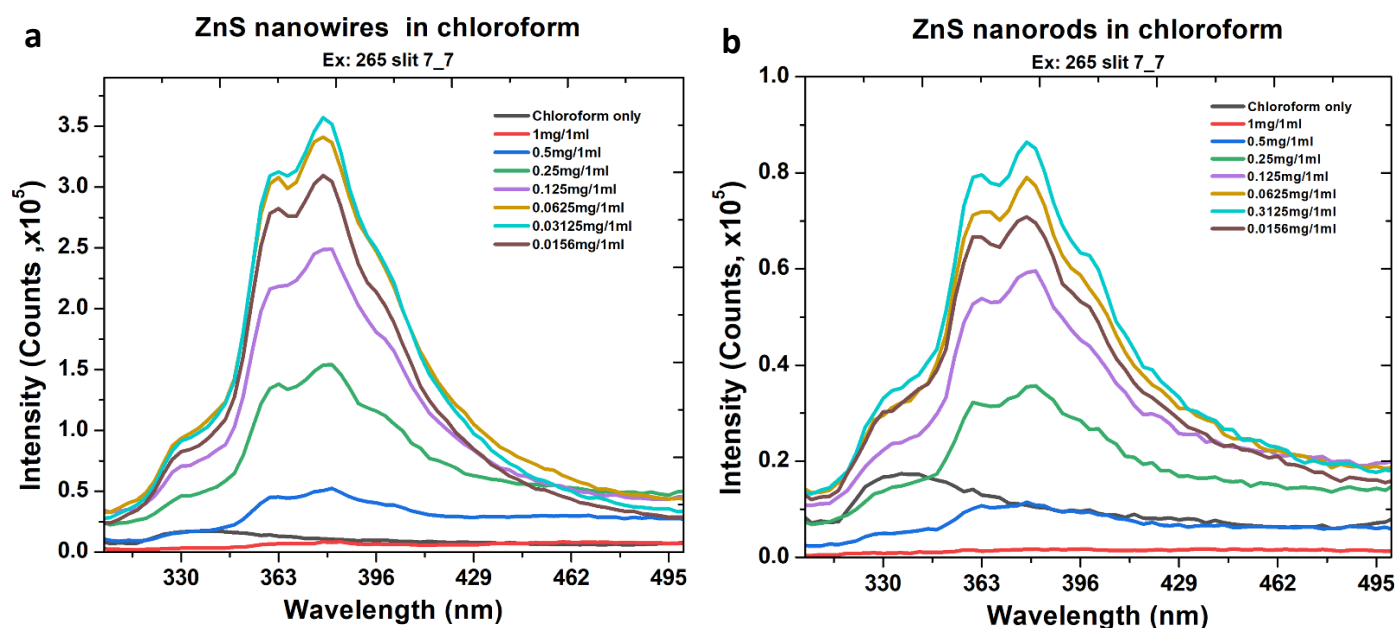 a
ZnS nanowires in chloroform
Ex: 265 slit 7_7
Intensity (Counts ,x10⁵)
3.5
3.0
2.5
2.0
1.5
1.0
0.5
0.0
Chloroform only
1mg/1ml
0.5mg/1ml
0.25mg/1ml
0.125mg/1ml
0.0625mg/1ml
0.03125mg/1ml
0.0156mg/1ml
330 363 396 429 462 495
Wavelength (nm)
b
ZnS nanorods in chloroform
Ex: 265 slit 7_7
Intensity (Counts, x10⁵)
1.0
0.8
0.6
0.4
0.2
0.0
Chloroform only
1mg/1ml
0.5mg/1ml
0.25mg/1ml
0.125mg/1ml
0.0625mg/1ml
0.3125mg/1ml
0.0156mg/1ml
330 363 396 429 462 495
Wavelength (nm)